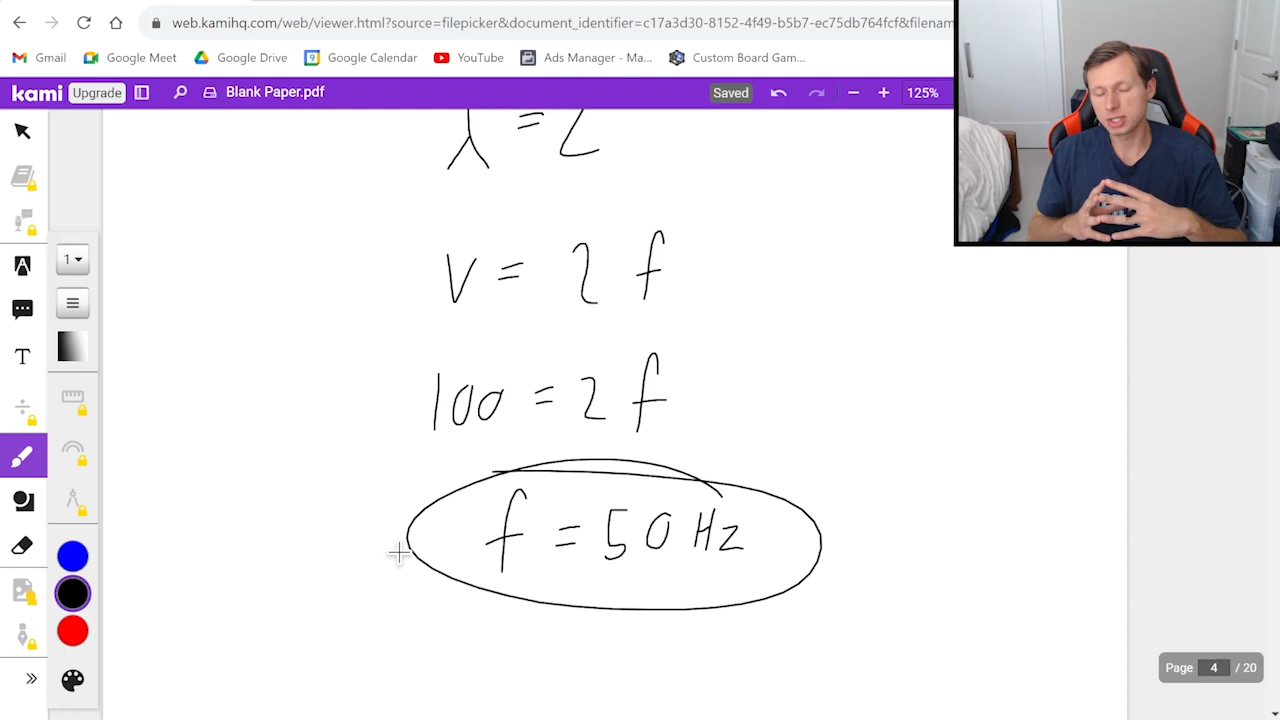 web.kamihq.com/web/viewer.html?source=filepicker&document_identifier=c17a3d30-8152-4f49-b5b7-ec75db764fcf&filenam
Gmail
Google Meet
Google Drive
9
Google Calendar
YouTube
Ads Manager - Ma...
Custom Board Gam...
kami
Upgrade
Blank Paper.pdf
Saved
125%
λ = 2
1
v = 2 f
T
100 = 2 f
f = 50 Hz
Page 4 / 20